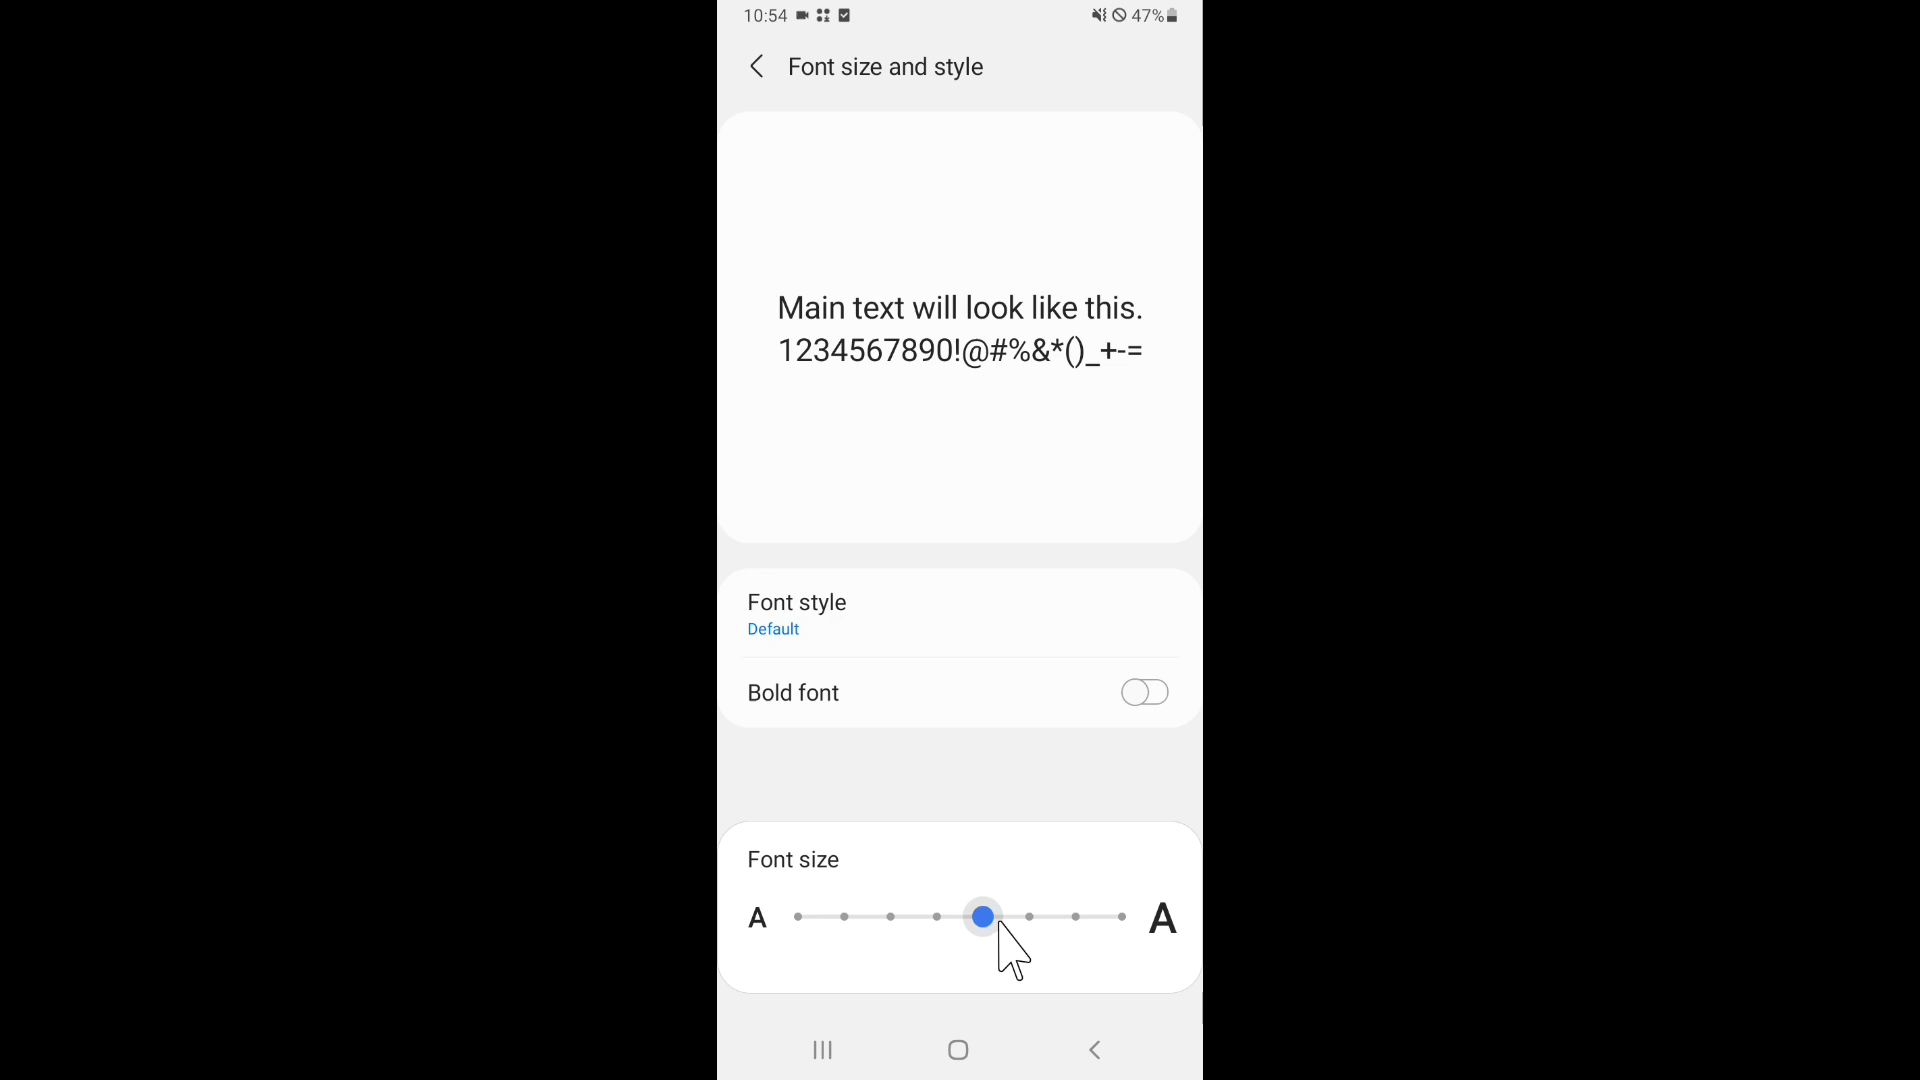 10:54
47%
Font size and style
Main text will look like this.
1234567890!@#%&*()_+-=
Font style
Default
Bold font
Font size
A A